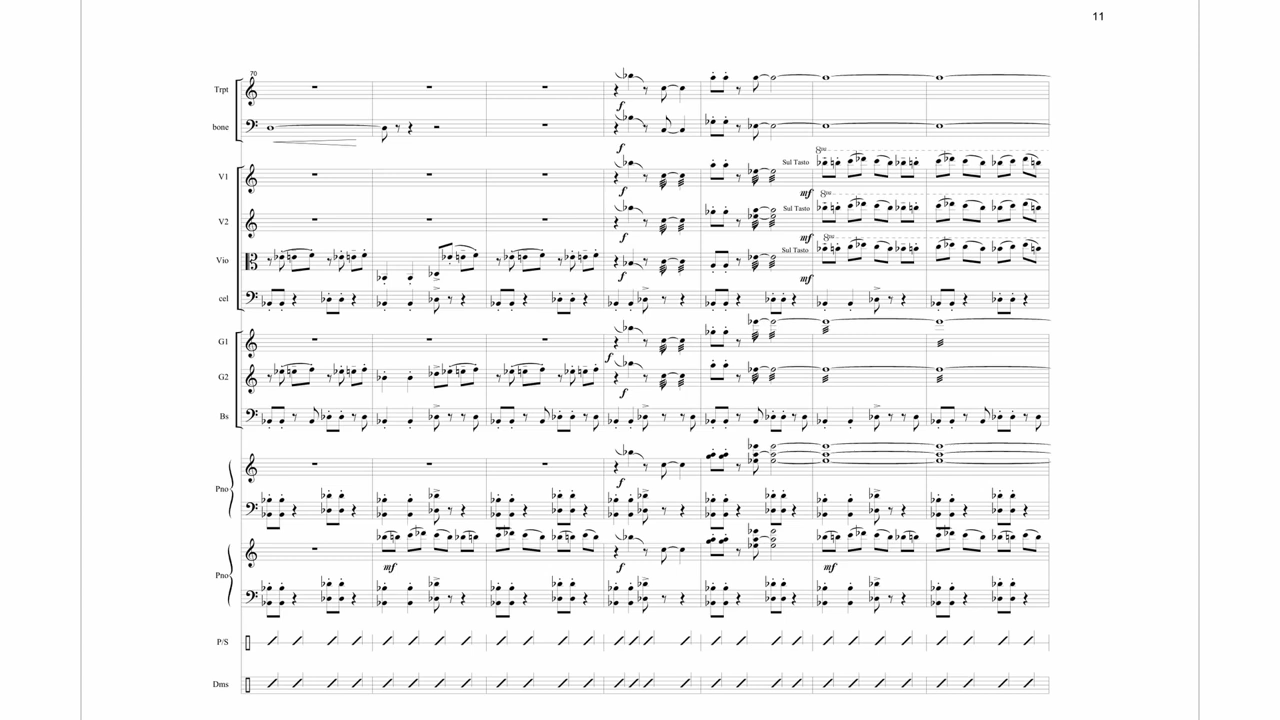 11
70
Trpt
f
bone
f
8va
V1
Sul Tasto
f
mf
8va
V2
Sul Tasto
f
mf
8va
Vio
Sul Tasto
f
mf
cel
G1
f
G2
f
Bs
Pno
f
Pno
mf
f
mf
P/S
Dms